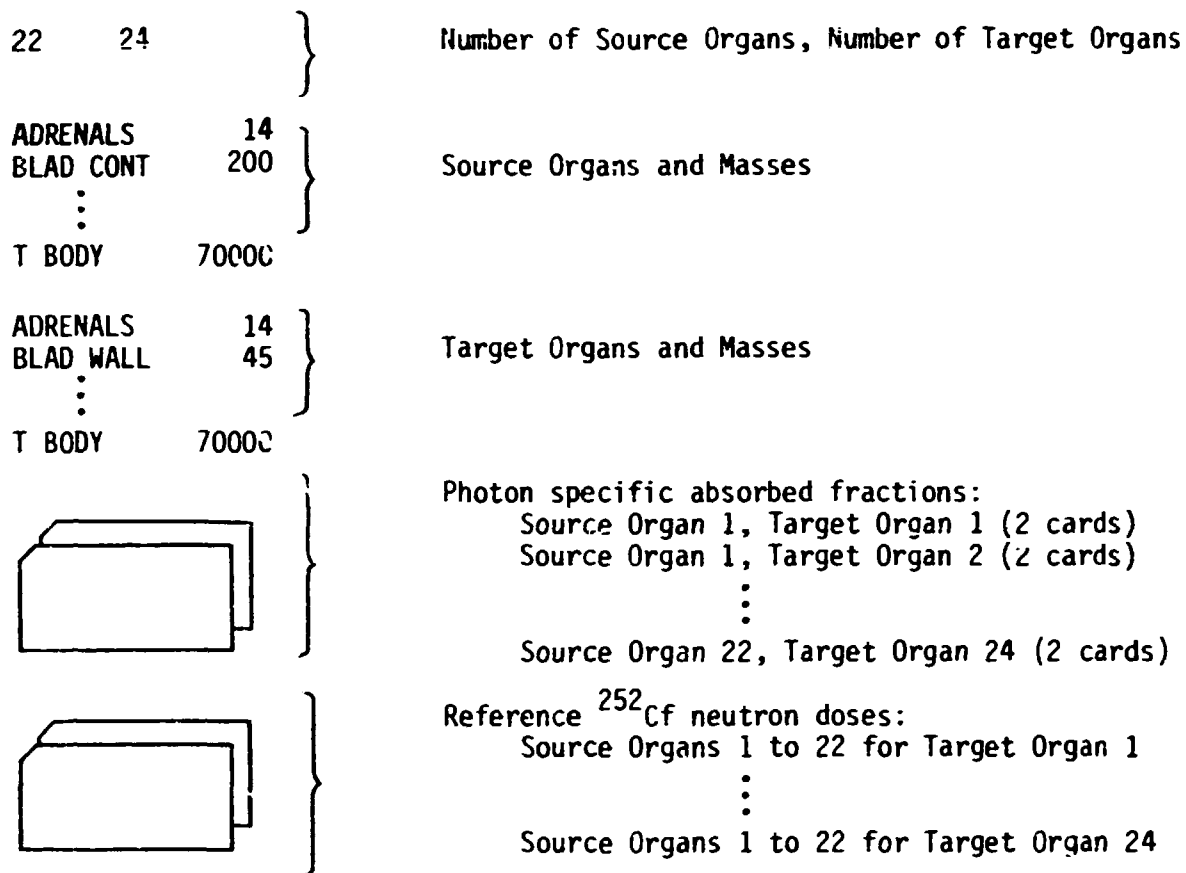 22 24 Number of Source Organs, Number of Target Organs
ADRENALS 14
BLAD CONT 200 Source Organs and Masses
T BODY 70000
ADRENALS 14
BLAD WALL 45 Target Organs and Masses
T BODY 70000
Photon specific absorbed fractions:
Source Organ 1, Target Organ 1 (2 cards)
Source Organ 1, Target Organ 2 (2 cards)
Source Organ 22, Target Organ 24 (2 cards)
Reference 252Cf neutron doses:
Source Organs 1 to 22 for Target Organ 1
Source Organs 1 to 22 for Target Organ 24